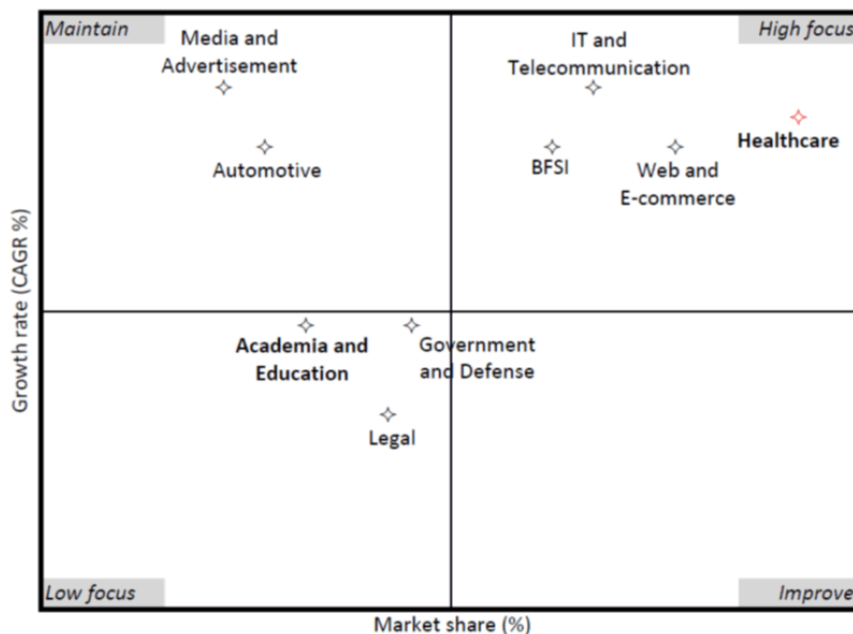 Maintain
High focus
Media and
Advertisement
IT and
Telecommunication
Healthcare
Automotive
BFSI
Web and
E-commerce
Academia and
Education
Government
and Defense
Legal
Low focus
Improve
Growth rate (CAGR %)
Market share (%)